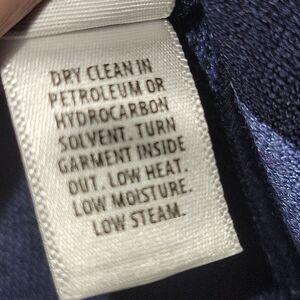 DRY CLEAN IN
PETROLEUM OR
HYDROCARBON
SOLVENT. TURN
GARMENT INSIDE
OUT. LOW HEAT.
LOW MOISTURE.
LOW STEAM.